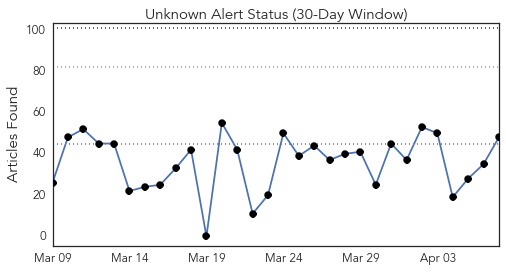 Unknown Alert Status (30-Day Window)
Articles Found
100
80
60
40
20
0
Mar 09 Mar 14 Mar 19 Mar 24 Mar 29 Apr 03